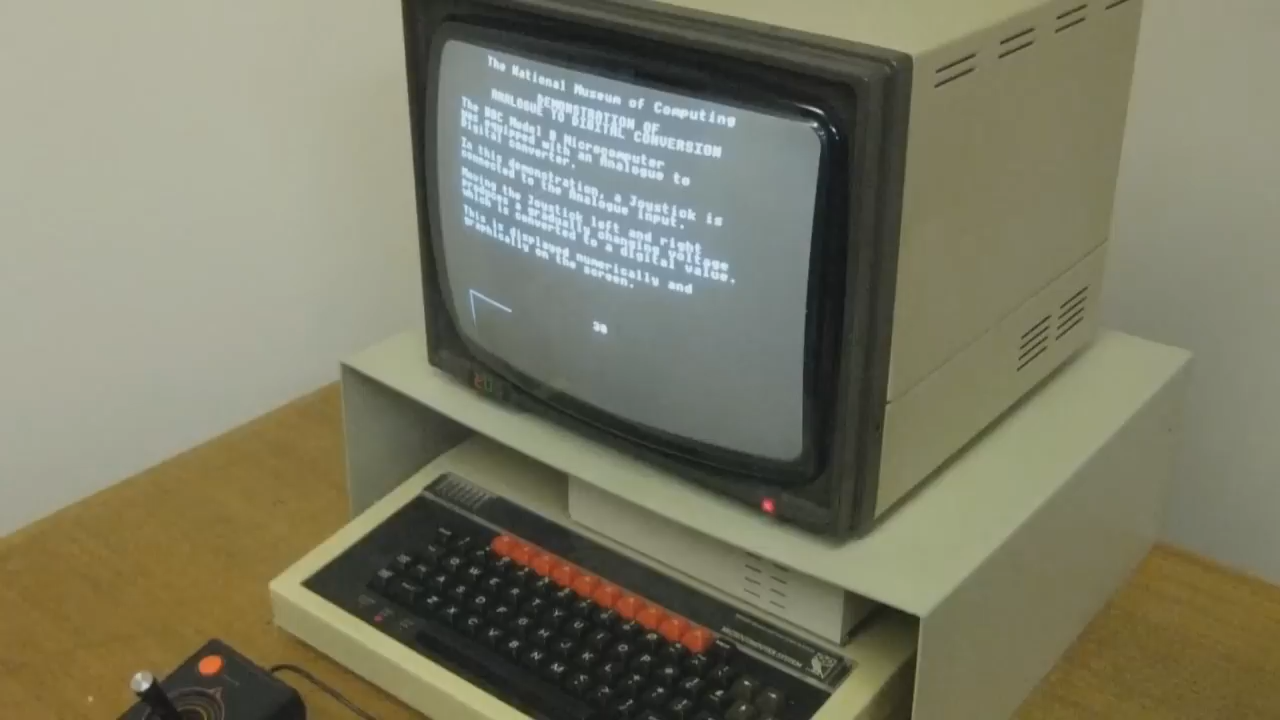 The National Museum of Computing
DEMONSTRATION OF
ANALOGUE TO DIGITAL CONVERSION
The BBC Model B Microcomputer
was equipped with an Analogue to
Digital converter.
In this demonstration, a Joystick is
connected to the Analogue Input.
Moving the Joystick left and right
produces a gradually changing voltage
which is converted to a digital value.
This is displayed numerically and
graphically on the screen.